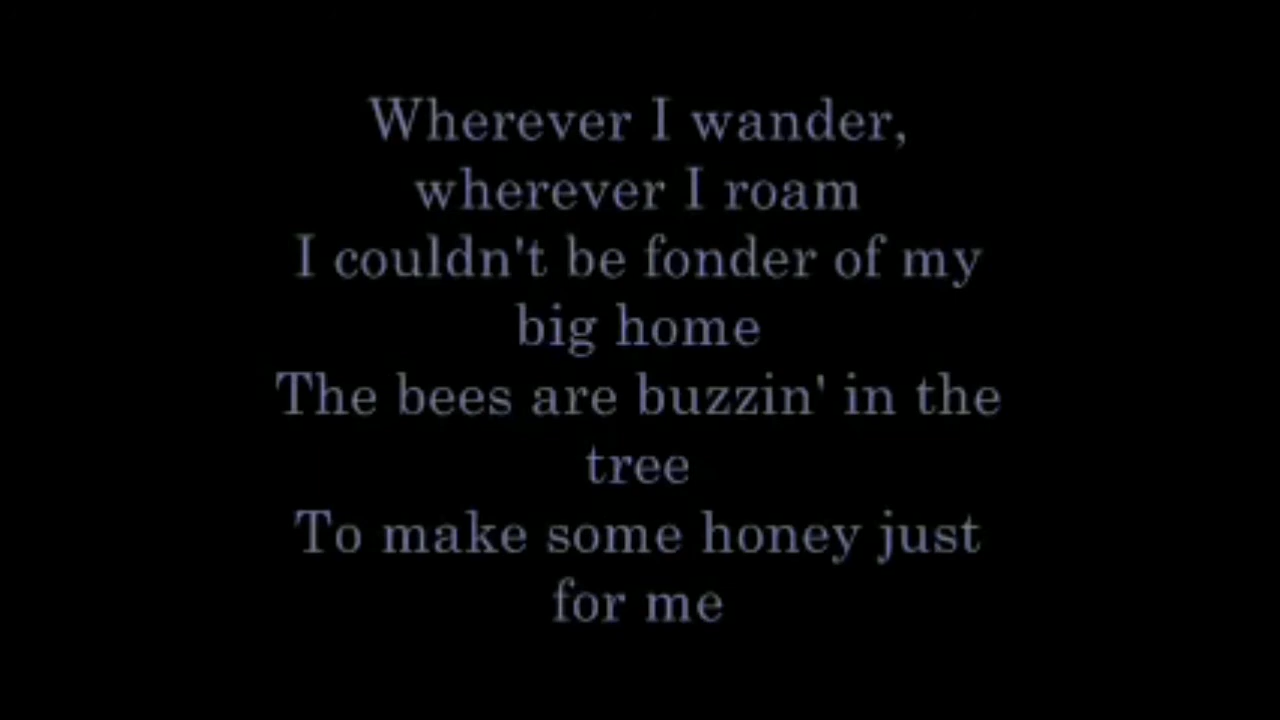 Wherever I wander,
wherever I roam
I couldn't be fonder of my
big home
The bees are buzzin' in the
tree
To make some honey just
for me